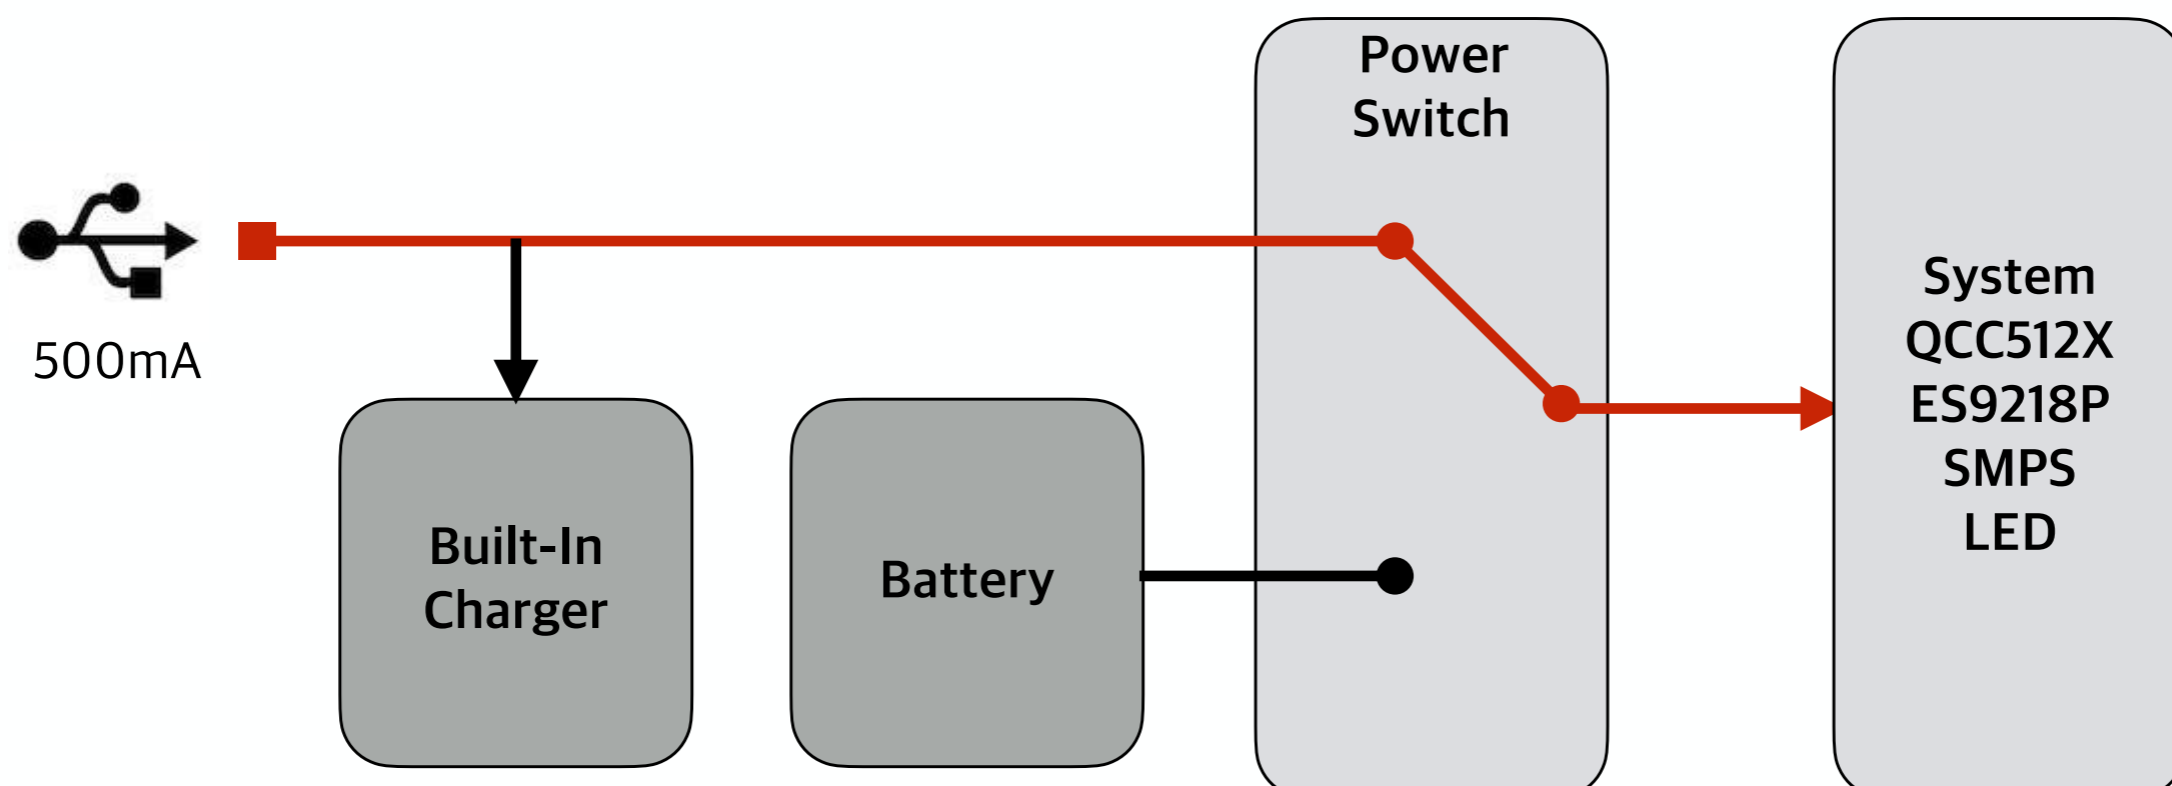 500mA
Built-In
Charger
Battery
Power
Switch
System
QCC512X
ES9218P
SMPS
LED